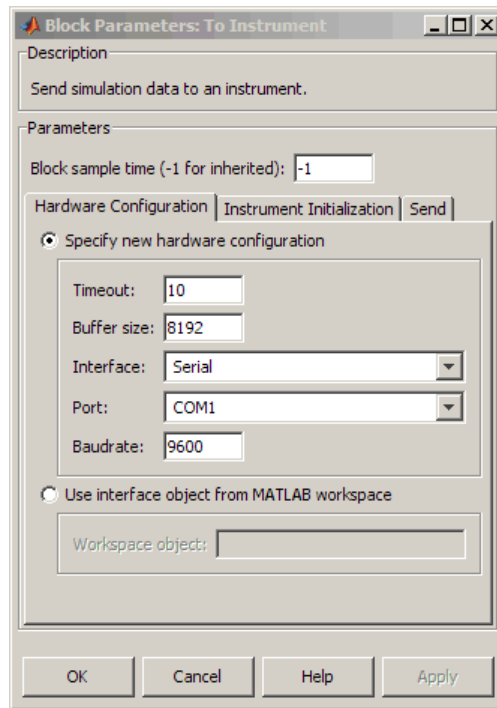 Block Parameters: To Instrument
Description
Send simulation data to an instrument.
Parameters
Block sample time (-1 for inherited): -1
Hardware Configuration Instrument Initialization Send
Specify new hardware configuration
Timeout: 10
Buffer size: 8192
Interface: Serial
Port: COM1
Baudrate: 9600
Use interface object from MATLAB workspace
Workspace object:
OK Cancel Help Apply